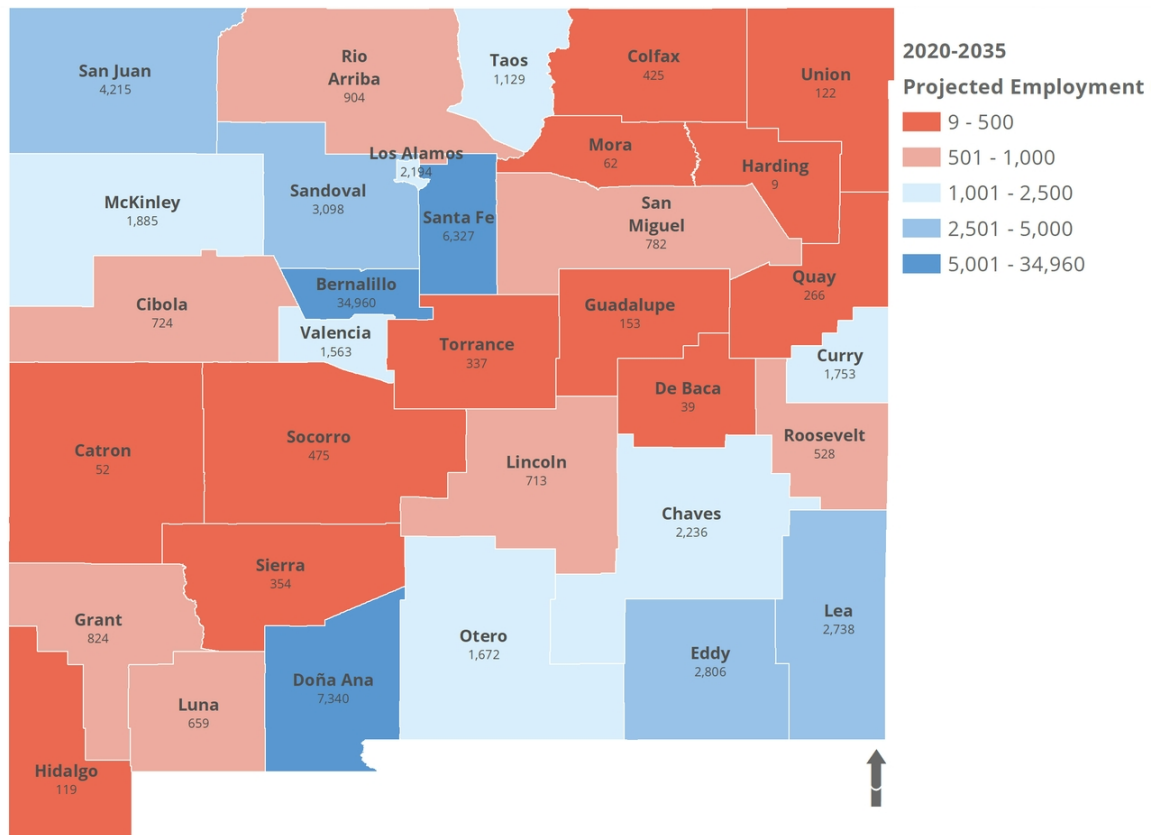 2020-2035
Projected Employment
9 - 500
501 - 1,000
1,001 - 2,500
2,501 - 5,000
5,001 - 34,960
San Juan
4,215
Rio
Arriba
904
Taos
1,129
Colfax
425
Union
122
Los Alamos
2,194
Mora
62
Harding
9
McKinley
1,885
Sandoval
3,098
Santa Fe
6,327
San
Miguel
782
Quay
266
Cibola
724
Bernalillo
34,960
Valencia
1,563
Torrance
337
Guadalupe
153
Curry
1,753
De Baca
39
Catron
52
Socorro
475
Lincoln
713
Roosevelt
528
Chaves
2,236
Sierra
354
Grant
824
Otero
1,672
Lea
2,738
Eddy
2,806
Doña Ana
7,340
Luna
659
Hidalgo
119